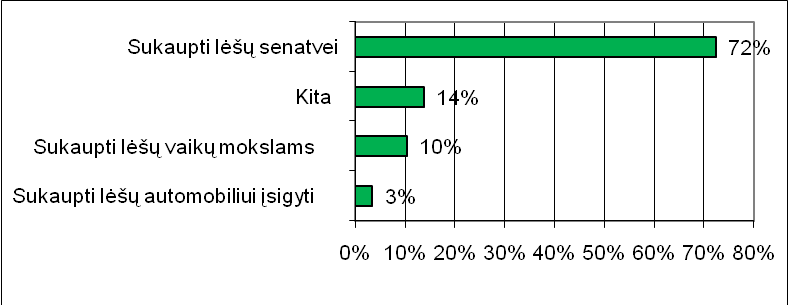 Sukaupti lėšų senatvei 72%
Kita 14%
Sukaupti lėšų vaikų mokslams 10%
Sukaupti lėšų automobiliui įsigyti 3%
0% 10% 20% 30% 40% 50% 60% 70% 80%